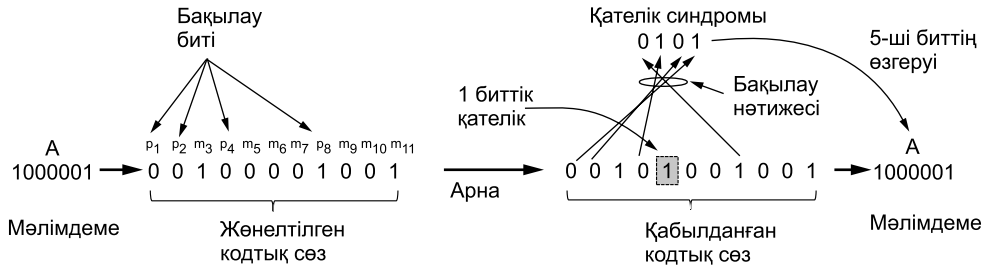 Бақылау
биті
Қателік синдромы
0 1 0 1
5-ші биттің
өзгеруі
Бақылау
нәтижесі
1 биттік
қателік
A
1000001
p1 p2 m3 p4 m5 m6 m7 p8 m9 m10 m11
0 0 1 0 0 0 0 1 0 0 1
Арна
0 0 1 0 1 0 0 1 0 0 1
A
1000001
Мәлімдеме
Жөнелтілген
кодтық сөз
Қабылданған
кодтық сөз
Мәлімдеме